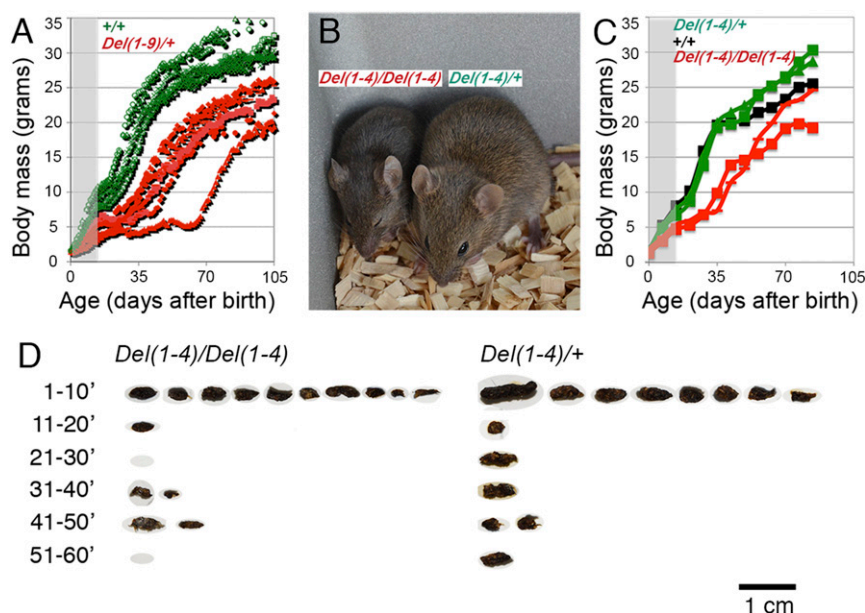 A
+/+
Del(1-9)/+
Body mass (grams)
35
30
25
20
15
10
5
0
0
35
70
105
Age (days after birth)
B
Del(1-4)/Del(1-4) Del(1-4)/+
C
Del(1-4)/+
+/+
Del(1-4)/Del(1-4)
Body mass (grams)
35
30
25
20
15
10
5
0
0
35
70
105
Age (days after birth)
D
Del(1-4)/Del(1-4)
Del(1-4)/+
1-10'
11-20'
21-30'
31-40'
41-50'
51-60'
1 cm